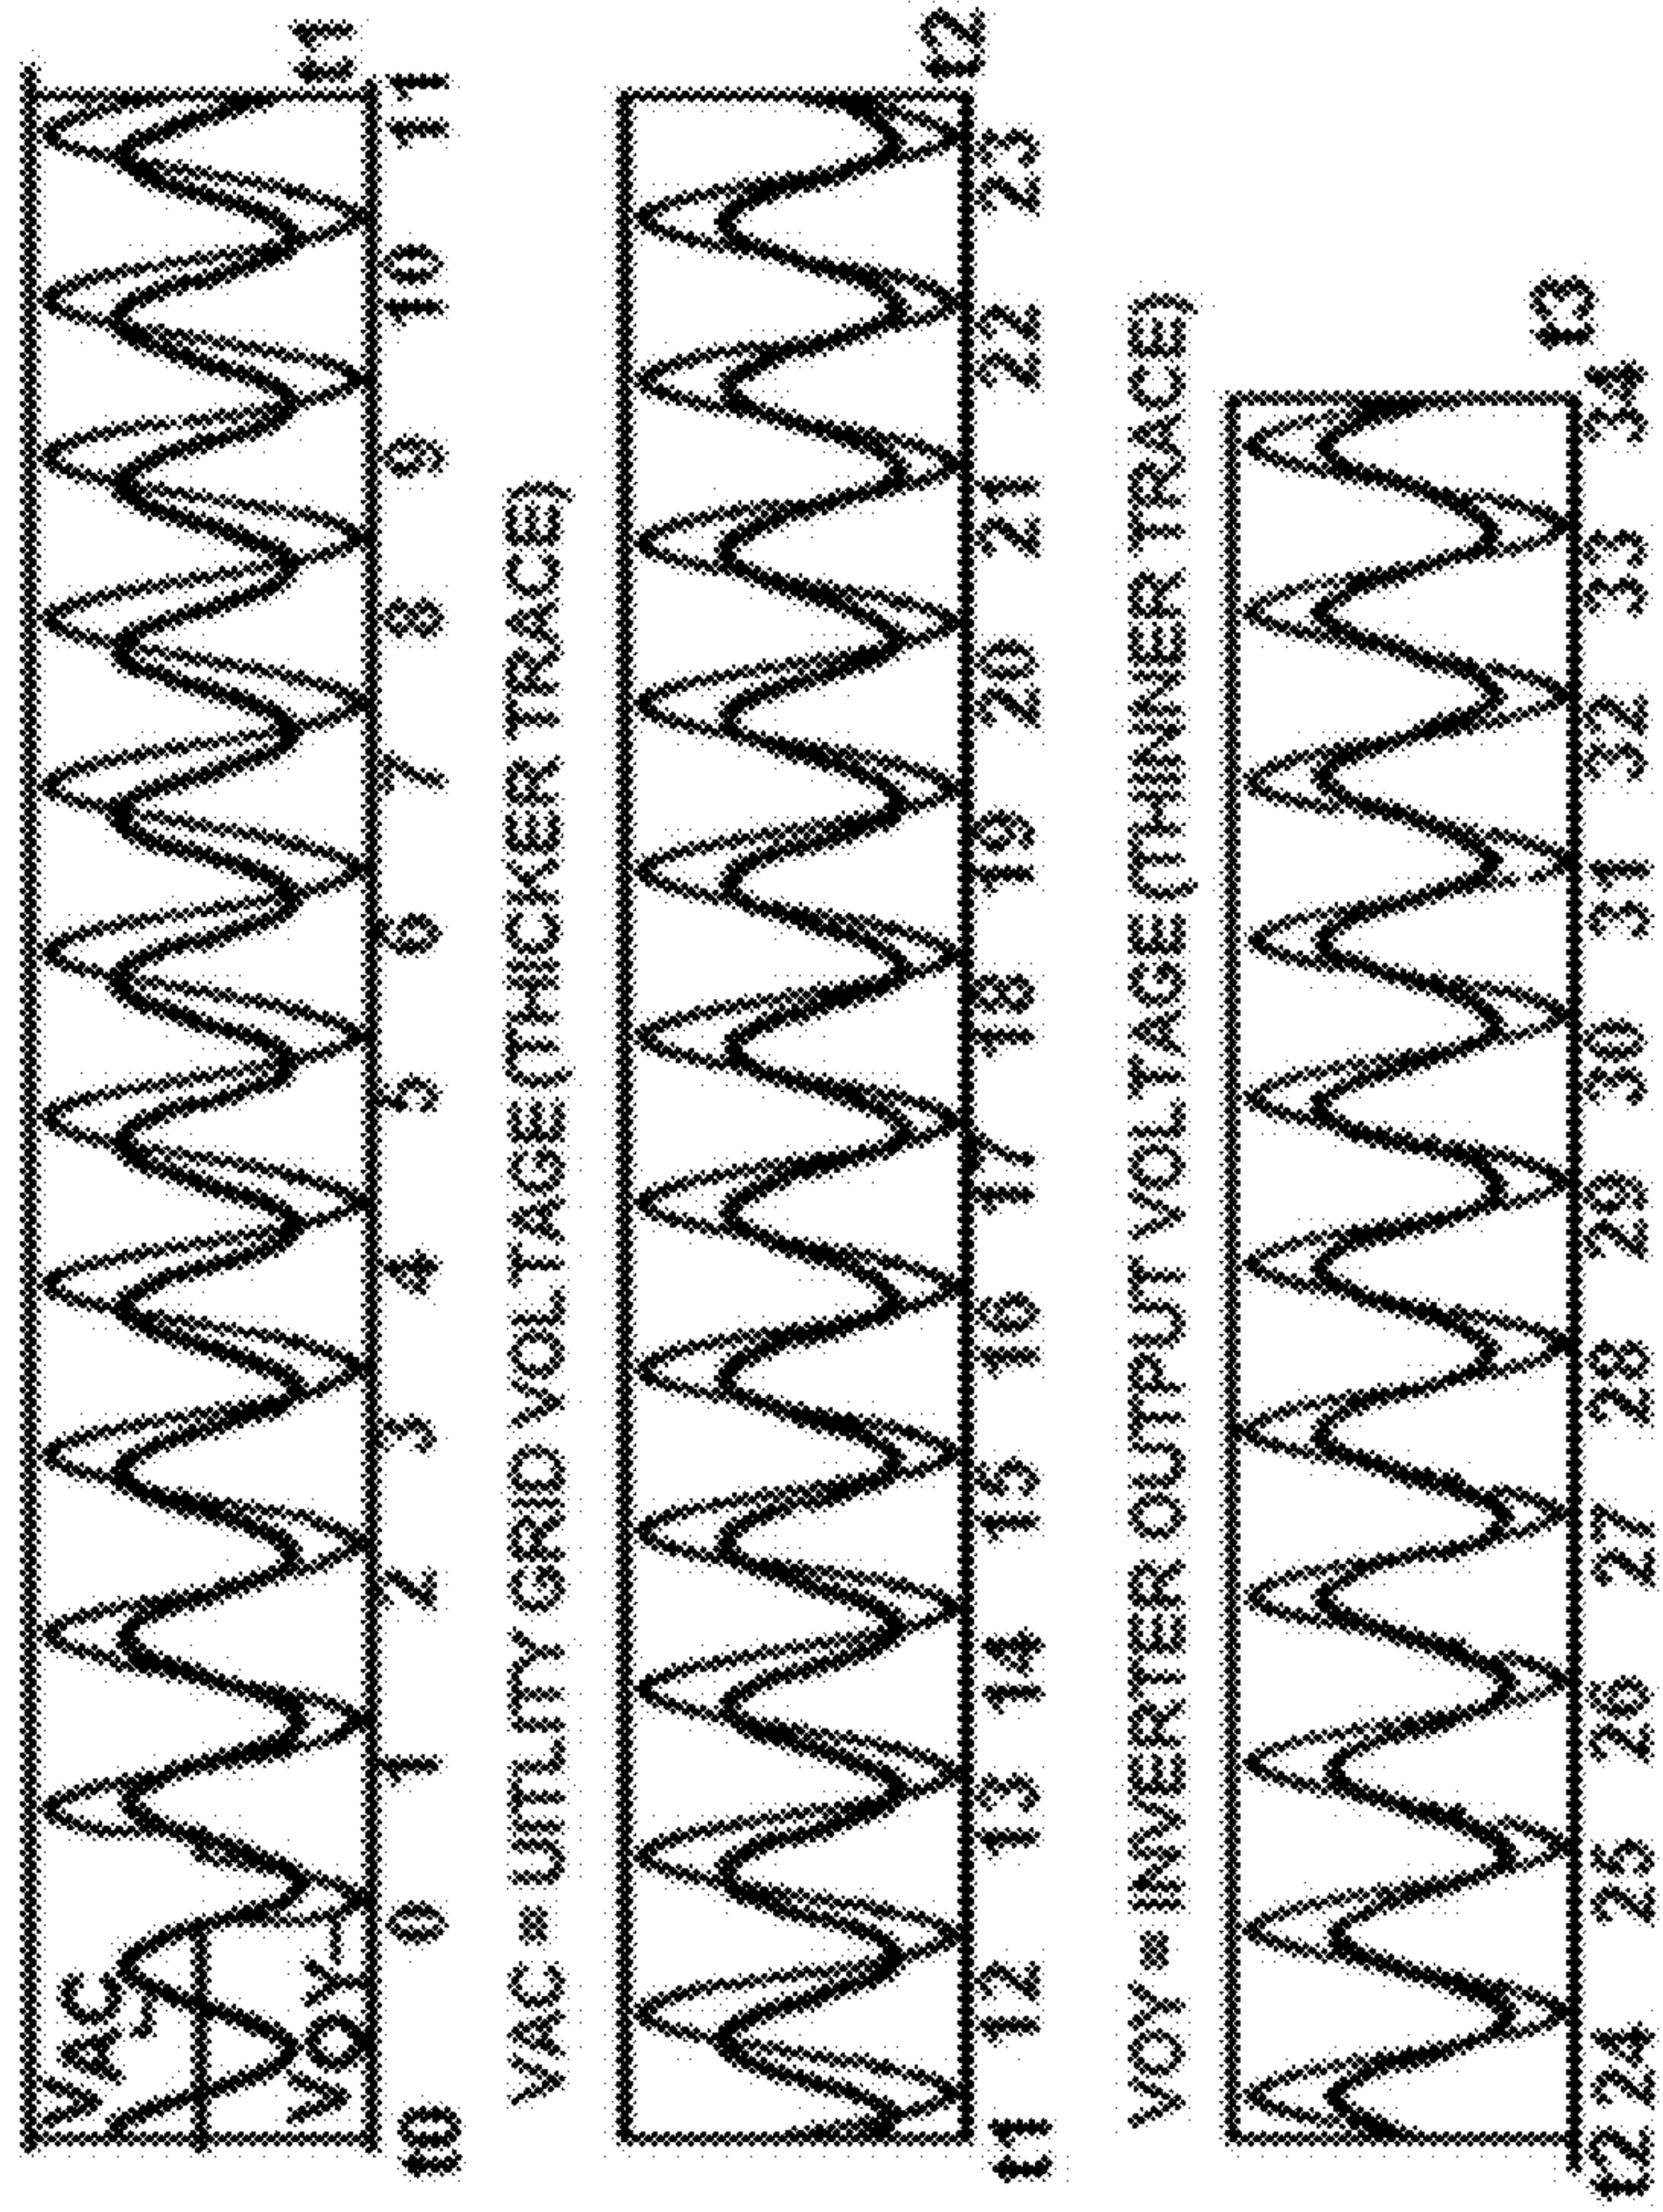 VAC
VOY
t0 0 1 2 3 4 5 6 7 8 9 10 11 t1
VAC = UITLITY GRID VOLTAGE (THICKER TRACE)
t1 12 13 14 15 16 17 18 19 20 21 22 23 t2
VOY = INVERTER OUTPUT VOLTAGE (THINNER TRACE)
t2 24 25 26 27 28 29 30 31 32 33 34 t3